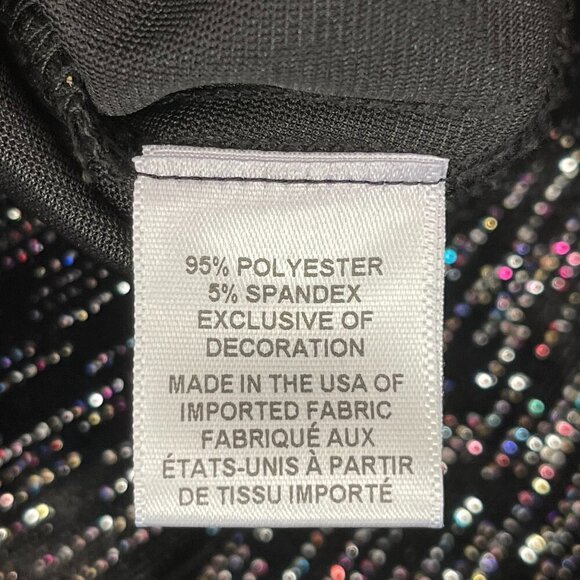 95% POLYESTER
5% SPANDEX
EXCLUSIVE OF
DECORATION
MADE IN THE USA OF
IMPORTED FABRIC
FABRIQUÉ AUX
ÉTATS-UNIS À PARTIR
DE TISSU IMPORTÉ